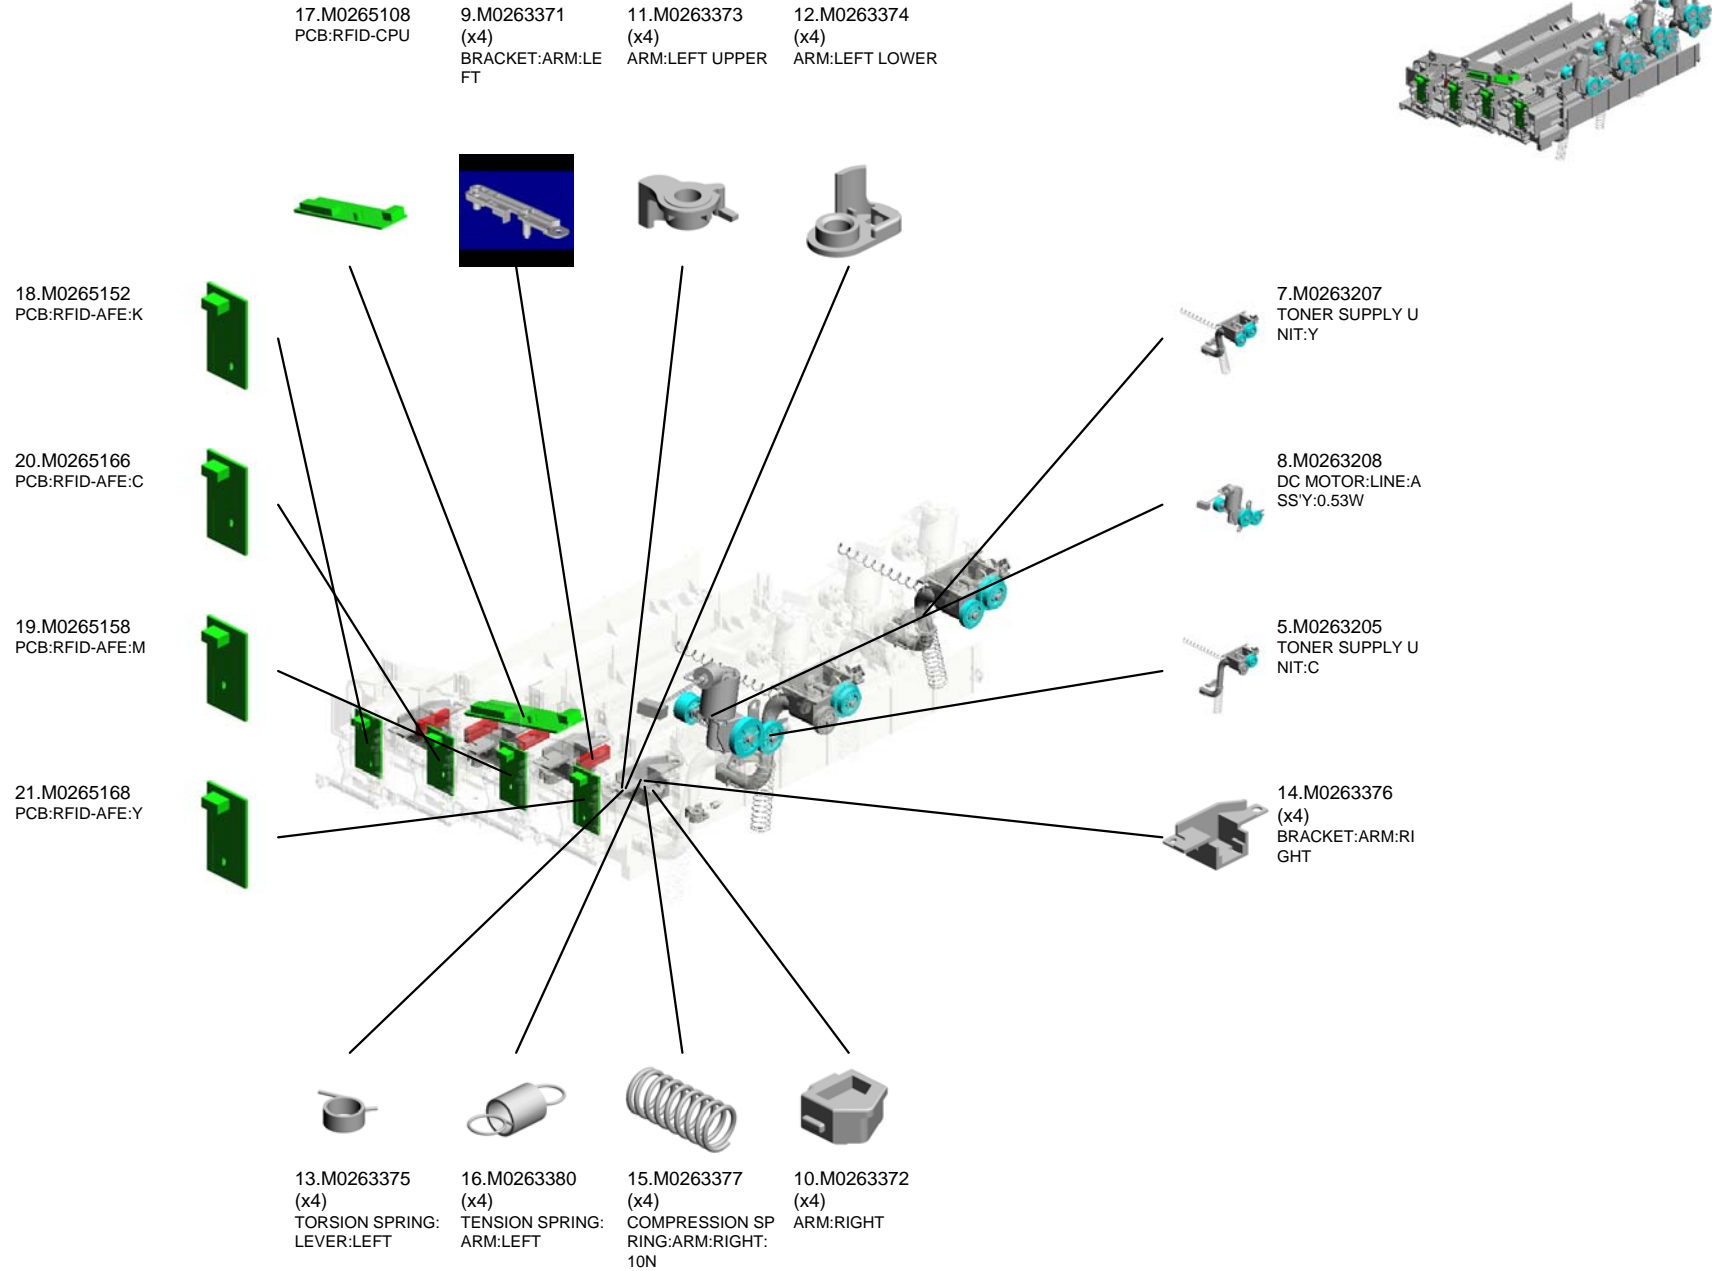 17.M0265108
PCB:RFID-CPU
9.M0263371
(x4)
BRACKET:ARM:LE
FT
11.M0263373
(x4)
ARM:LEFT UPPER
12.M0263374
(x4)
ARM:LEFT LOWER
18.M0265152
PCB:RFID-AFE:K
20.M0265166
PCB:RFID-AFE:C
19.M0265158
PCB:RFID-AFE:M
21.M0265168
PCB:RFID-AFE:Y
7.M0263207
TONER SUPPLY U
NIT:Y
8.M0263208
DC MOTOR:LINE:A
SS'Y:0.53W
5.M0263205
TONER SUPPLY U
NIT:C
14.M0263376
(x4)
BRACKET:ARM:RI
GHT
13.M0263375
(x4)
TORSION SPRING:
LEVER:LEFT
16.M0263380
(x4)
TENSION SPRING:
ARM:LEFT
15.M0263377
(x4)
COMPRESSION SP
RING:ARM:RIGHT:
10N
10.M0263372
(x4)
ARM:RIGHT